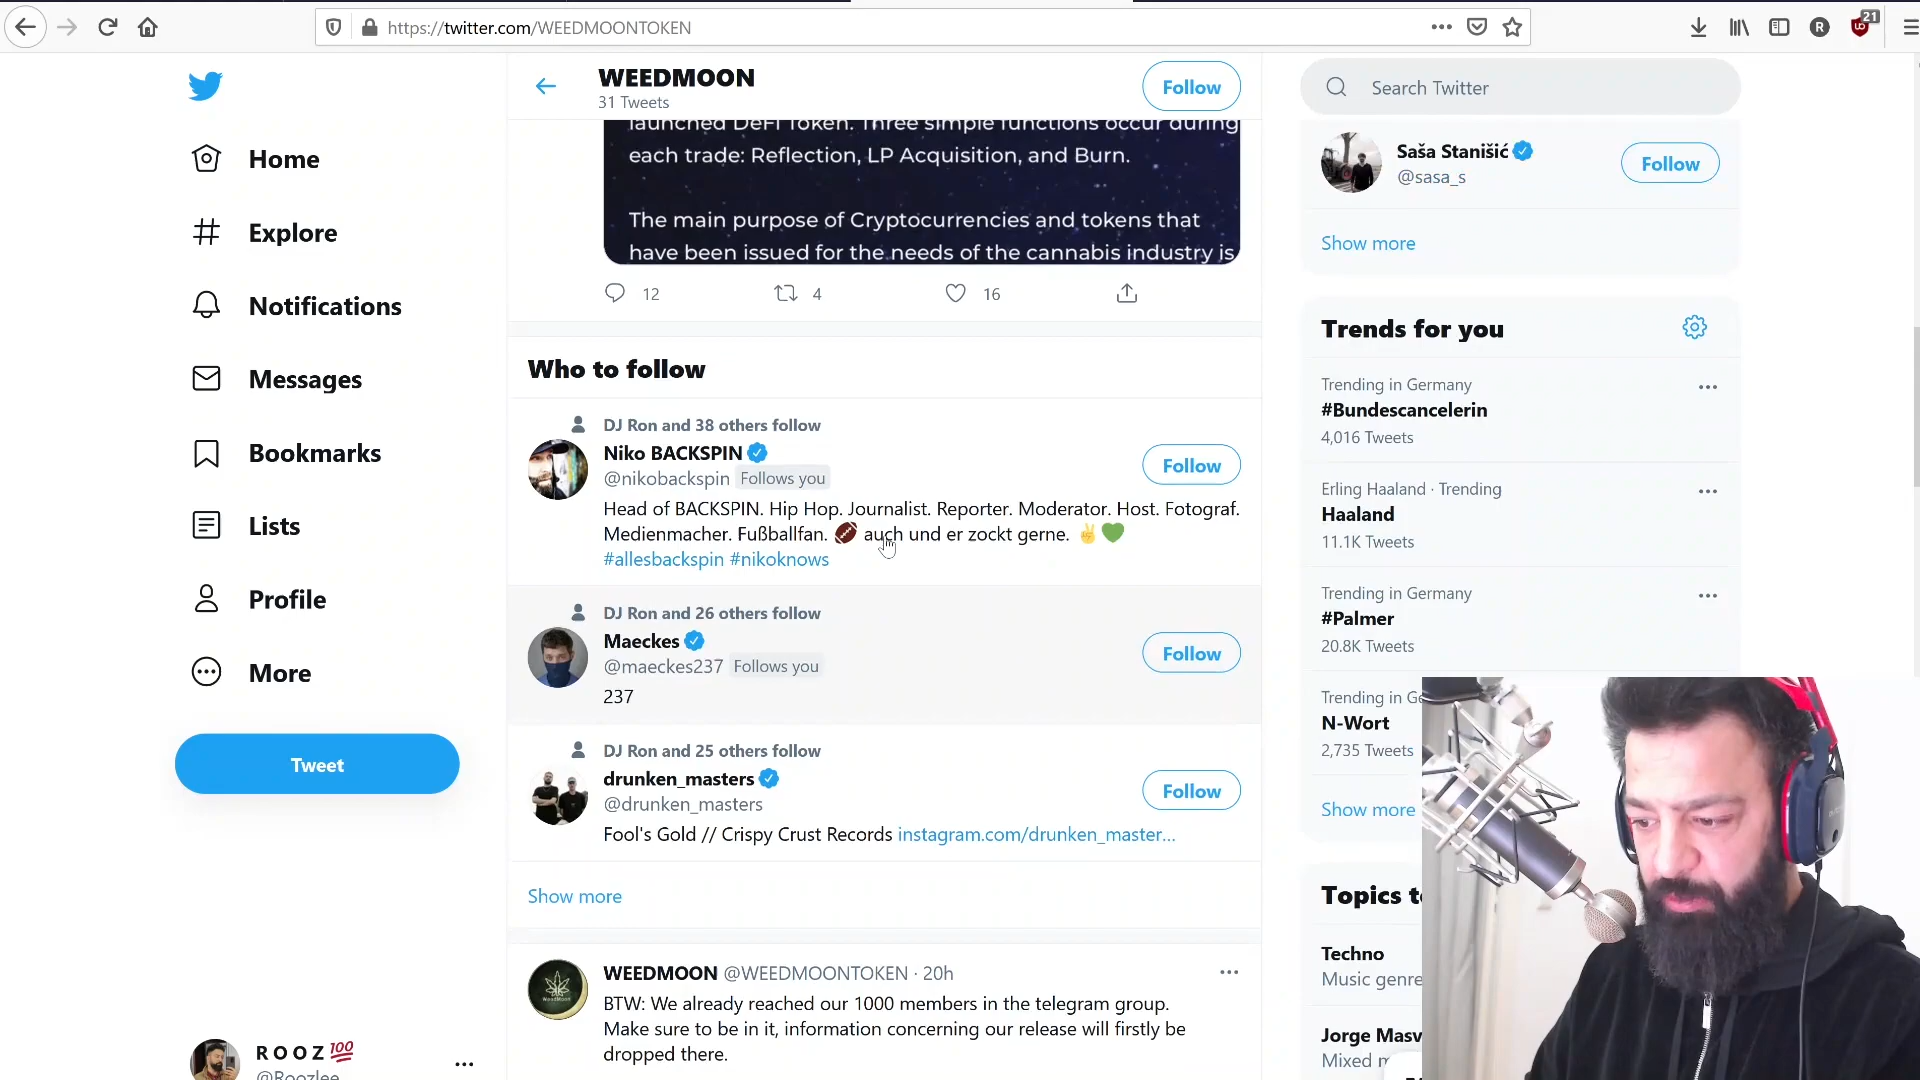 https://twitter.com/WEEDMOONTOKEN
21
R
WEEDMOON
31 Tweets
Follow
Search Twitter
Home
Explore
Notifications
Messages
Bookmarks
Lists
Profile
More
Tweet
R O O Z 💯
@Roozlee
launched DeFi Token. Three simple functions occur during
each trade: Reflection, LP Acquisition, and Burn.
The main purpose of Cryptocurrencies and tokens that
have been issued for the needs of the cannabis industry is
12
4
16
Who to follow
DJ Ron and 38 others follow
Niko BACKSPIN
@nikobackspin Follows you
Follow
Head of BACKSPIN. Hip Hop. Journalist. Reporter. Moderator. Host. Fotograf.
Medienmacher. Fußballfan. 🏈 auch und er zockt gerne. ✌️💚
#allesbackspin #nikoknows
DJ Ron and 26 others follow
Maeckes
@maeckes237 Follows you
Follow
237
DJ Ron and 25 others follow
drunken_masters
@drunken_masters
Follow
Fool's Gold // Crispy Crust Records instagram.com/drunken_master...
Show more
WEEDMOON @WEEDMOONTOKEN · 20h
BTW: We already reached our 1000 members in the telegram group.
Make sure to be in it, information concerning our release will firstly be
dropped there.
Saša Stanišić
@sasa_s
Follow
Show more
Trends for you
Trending in Germany
#Bundescancelerin
4,016 Tweets
Erling Haaland · Trending
Haaland
11.1K Tweets
Trending in Germany
#Palmer
20.8K Tweets
Trending in G
N-Wort
2,735 Tweets
Show more
Topics t
Techno
Music genre
Jorge Masv
Mixed m